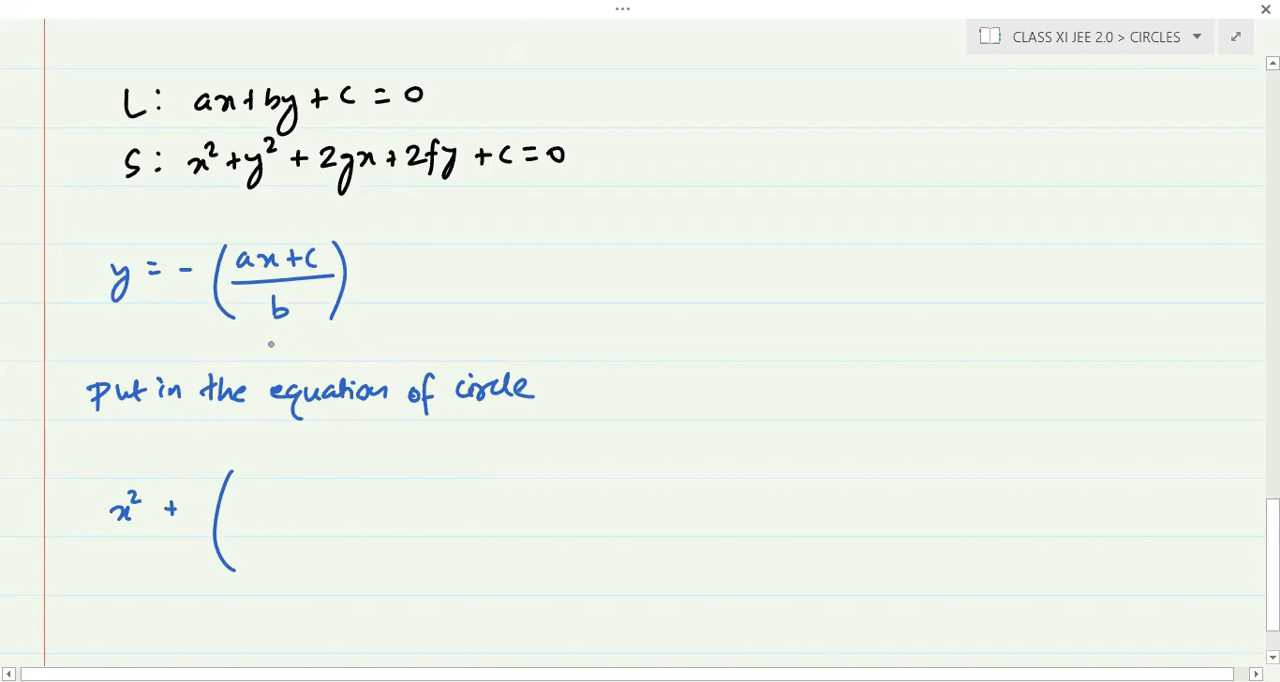 CLASS XI JEE 2.0 > CIRCLES
L: ax+by+c=0
S: x²+y²+2gx+2fy+c=0
y = -(ax+c/b)
Put in the equation of circle
x² + (